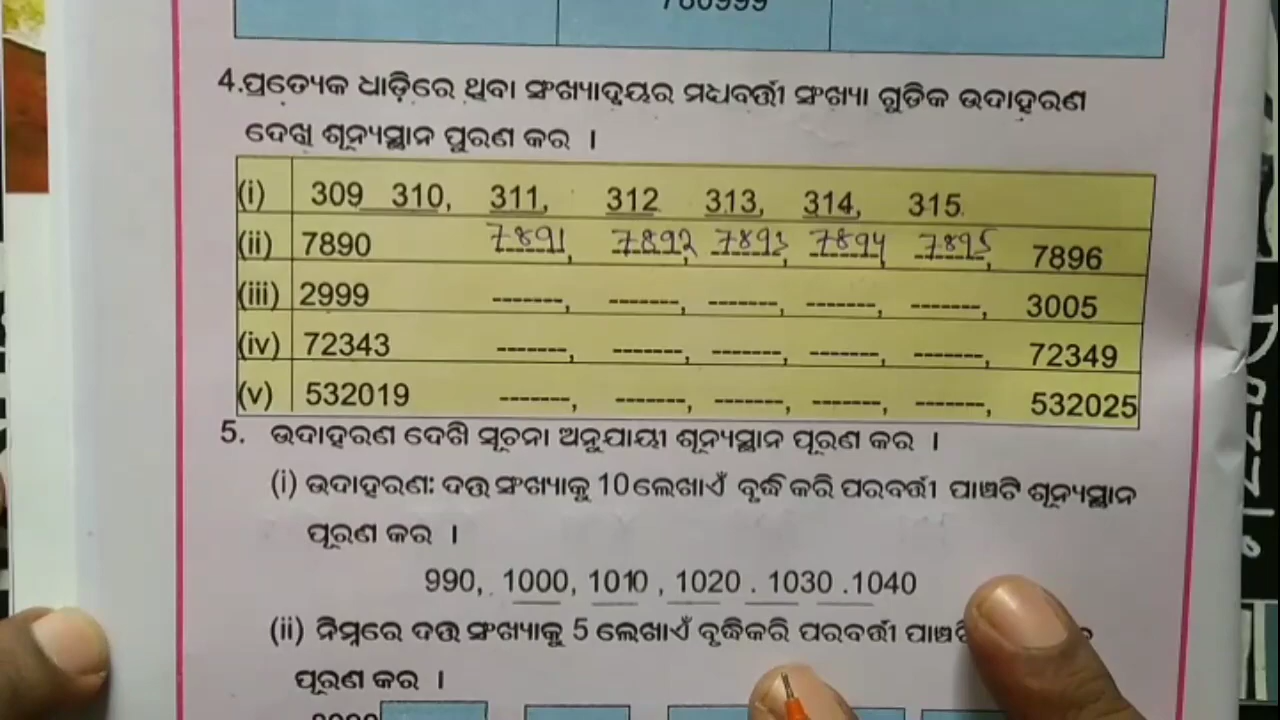 4.ପ୍ରତ୍ୟେକ ଧାଡ଼ିରେ ଥିବା ସଂଖ୍ୟାଦ୍ୱୟର ମଧ୍ୟବର୍ତ୍ତୀ ସଂଖ୍ୟା ଗୁଡିକ ଉଦାହରଣ
ଦେଖି ଶୂନ୍ୟସ୍ଥାନ ପୂରଣ କର ।
(i) 309 310, 311, 312 313, 314, 315
(ii) 7890 7891, 7892, 7893, 7894, 7895, 7896
(iii) 2999 -------, -------, -------, -------, -------, 3005
(iv) 72343 -------, -------, -------, -------, -------, 72349
(v) 532019 -------, -------, -------, -------, -------, 532025
5. ଉଦାହରଣ ଦେଖି ସୂଚନା ଅନୁଯାୟୀ ଶୂନ୍ୟସ୍ଥାନ ପୂରଣ କର ।
(i) ଉଦାହରଣ: ଦତ୍ତ ସଂଖ୍ୟାକୁ 10 ଲେଖାଏଁ ବୃଦ୍ଧି କରି ପରବର୍ତ୍ତୀ ପାଞ୍ଚଟି ଶୂନ୍ୟସ୍ଥାନ
ପୂରଣ କର ।
990, 1000, 1010 , 1020 . 1030 .1040
(ii) ନିମ୍ନରେ ଦତ୍ତ ସଂଖ୍ୟାକୁ 5 ଲେଖାଏଁ ବୃଦ୍ଧିକରି ପରବର୍ତ୍ତୀ
ପୂରଣ କର ।